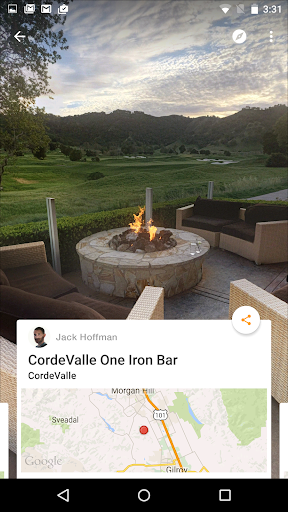 3:31
Jack Hoffman
CordeValle One Iron Bar
CordeValle
Morgan Hill
101
Sveadal
Google
Gilroy